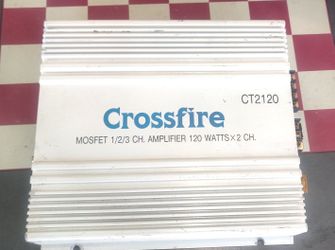 CT2120
Crossfire
MOSFET 1/2/3 CH. AMPLIFIER 120 WATTS×2 CH.